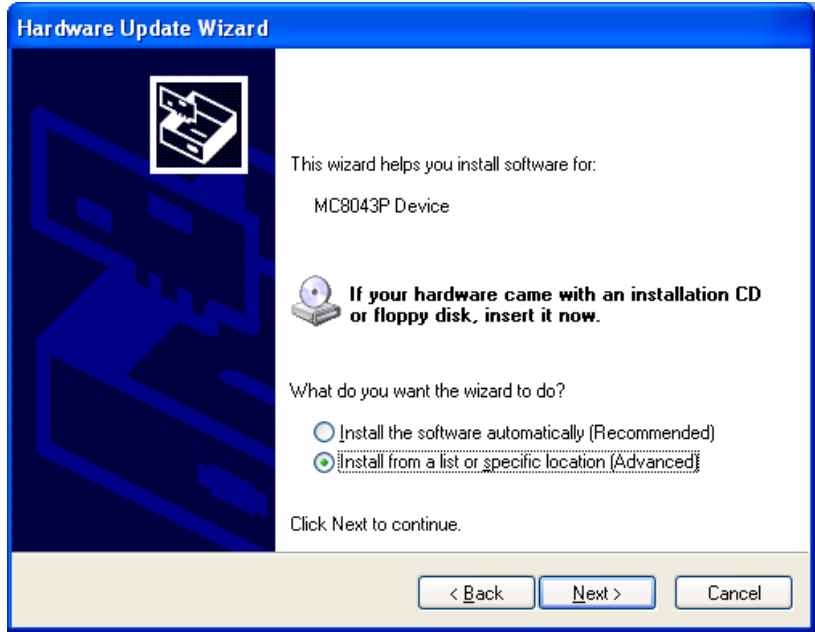 Hardware Update Wizard
This wizard helps you install software for:
MC8043P Device
If your hardware came with an installation CD
or floppy disk, insert it now.
What do you want the wizard to do?
Install the software automatically (Recommended)
Install from a list or specific location (Advanced)
Click Next to continue.
< Back
Next >
Cancel